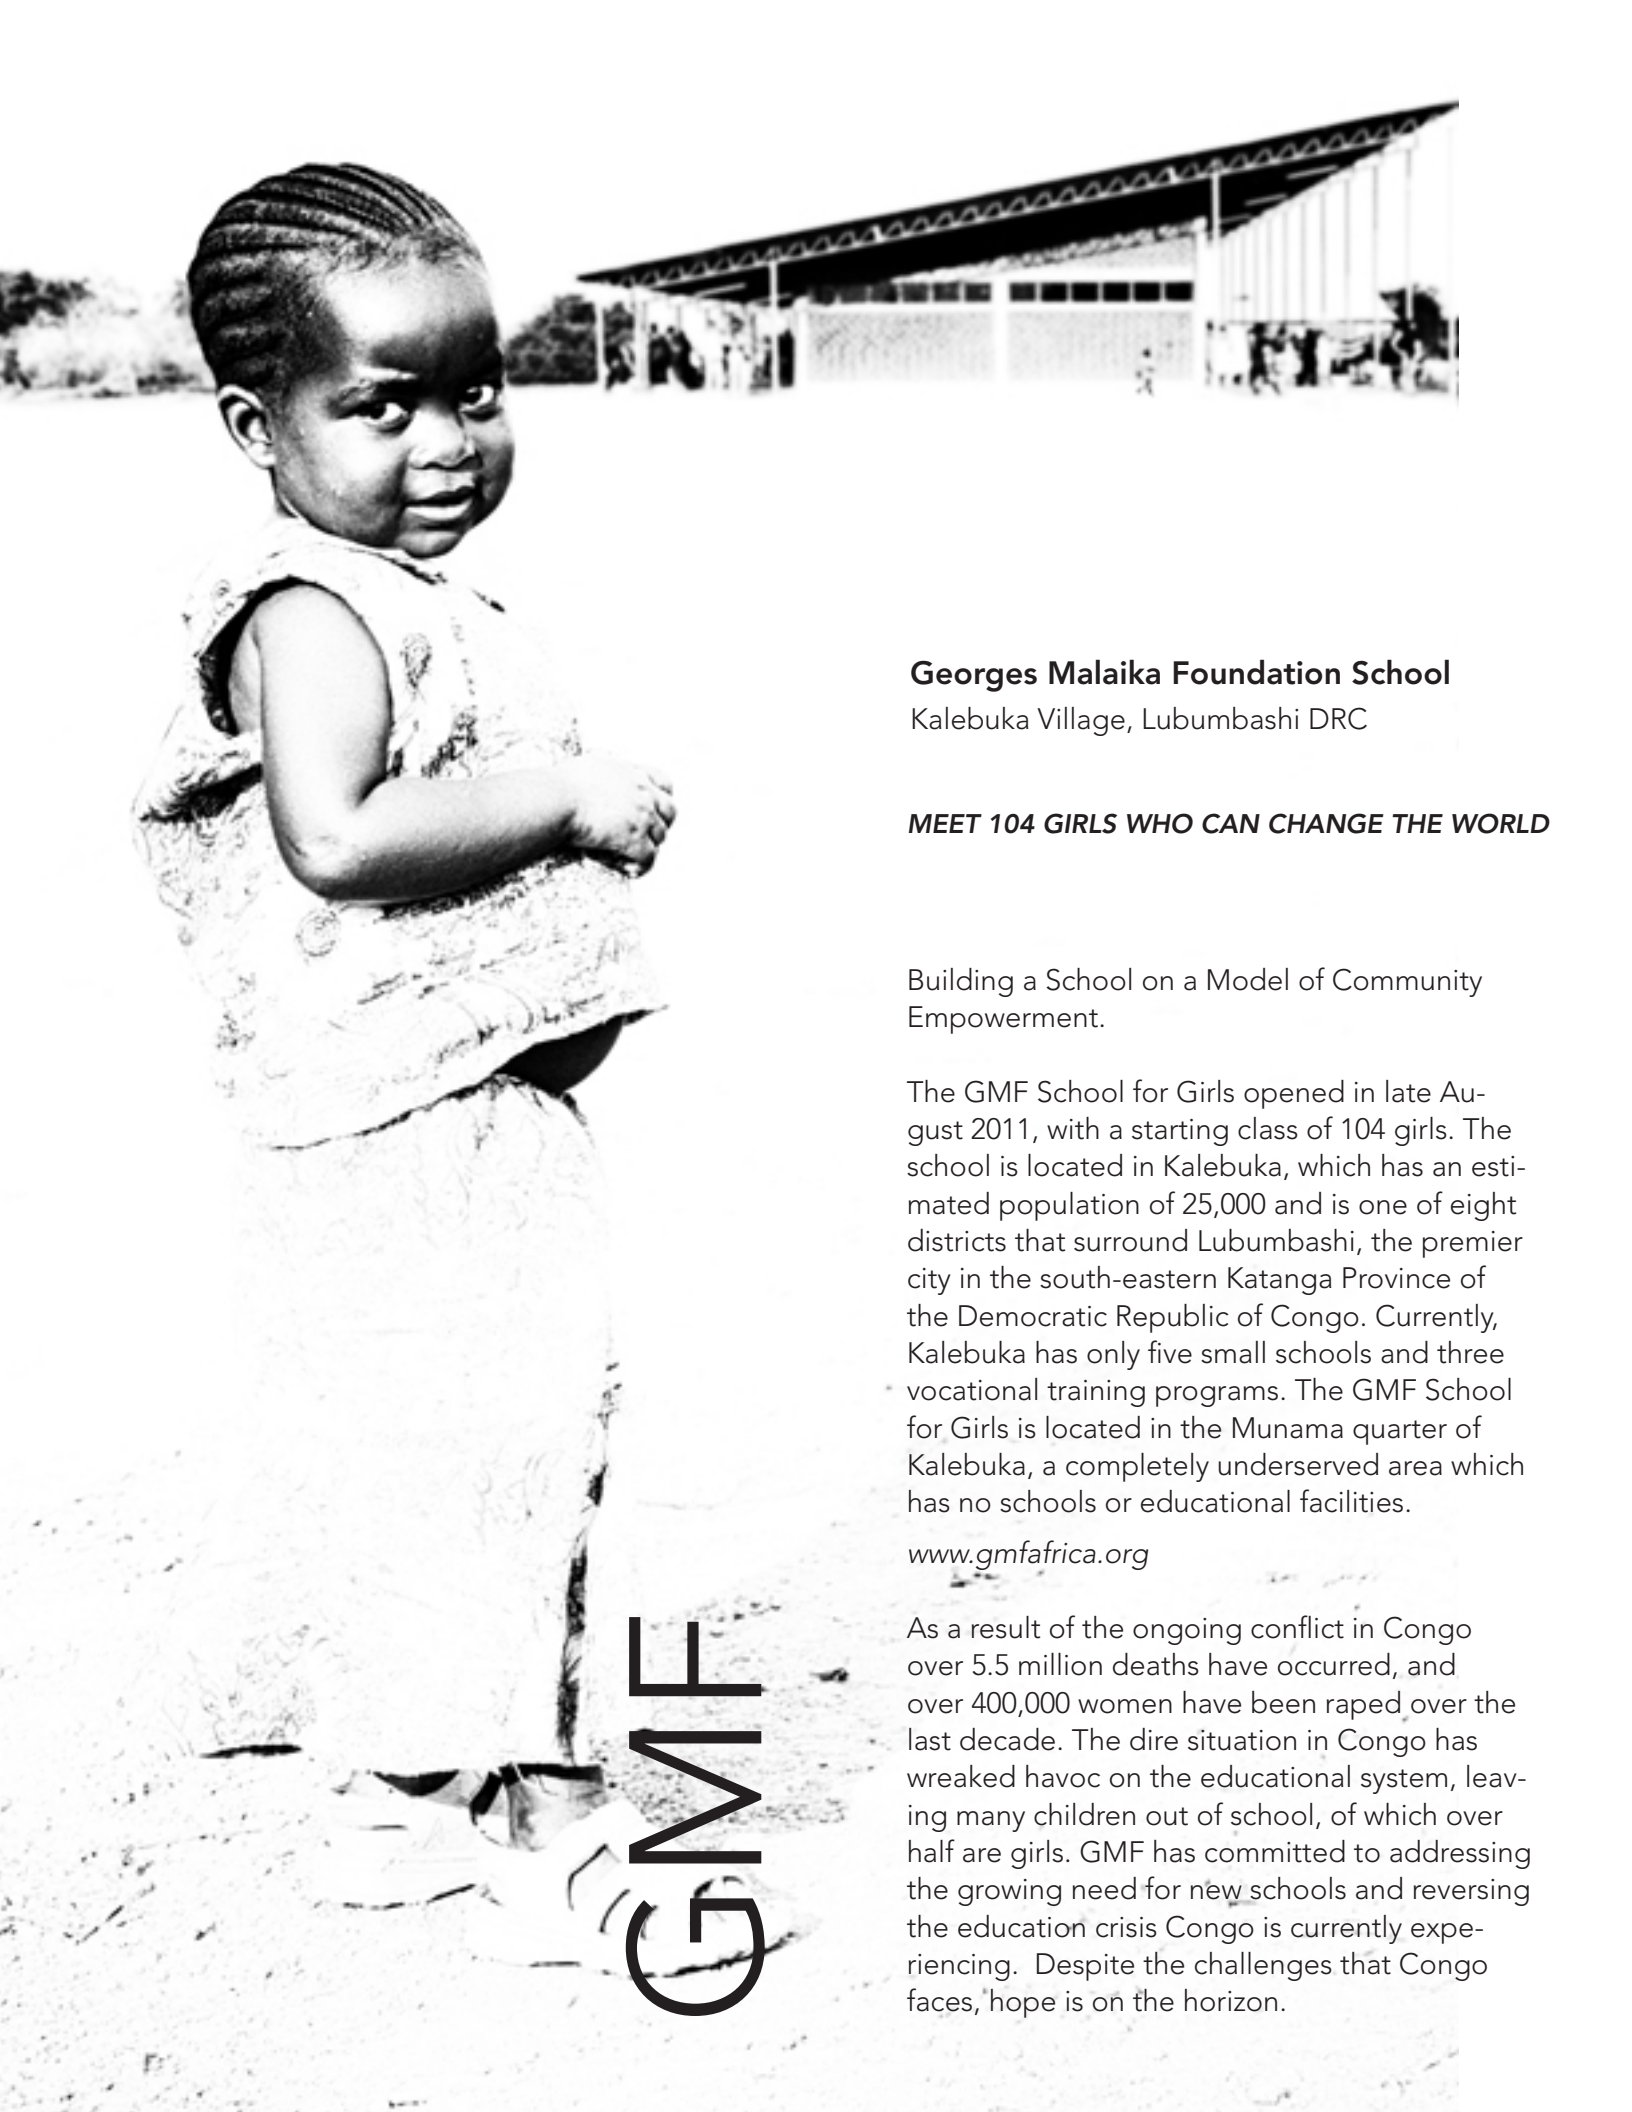 Georges Malaika Foundation School
Kalebuka Village, Lubumbashi DRC
MEET 104 GIRLS WHO CAN CHANGE THE WORLD
Building a School on a Model of Community
Empowerment.
The GMF School for Girls opened in late Au-
gust 2011, with a starting class of 104 girls. The
school is located in Kalebuka, which has an esti-
mated population of 25,000 and is one of eight
districts that surround Lubumbashi, the premier
city in the south-eastern Katanga Province of
the Democratic Republic of Congo. Currently,
Kalebuka has only five small schools and three
vocational training programs. The GMF School
for Girls is located in the Munama quarter of
Kalebuka, a completely underserved area which
has no schools or educational facilities.
www.gmfafrica.org
As a result of the ongoing conflict in Congo
over 5.5 million deaths have occurred, and
over 400,000 women have been raped over the
last decade. The dire situation in Congo has
wreaked havoc on the educational system, leav-
ing many children out of school, of which over
half are girls. GMF has committed to addressing
the growing need for new schools and reversing
the education crisis Congo is currently expe-
riencing.  Despite the challenges that Congo
faces, hope is on the horizon.
GMF